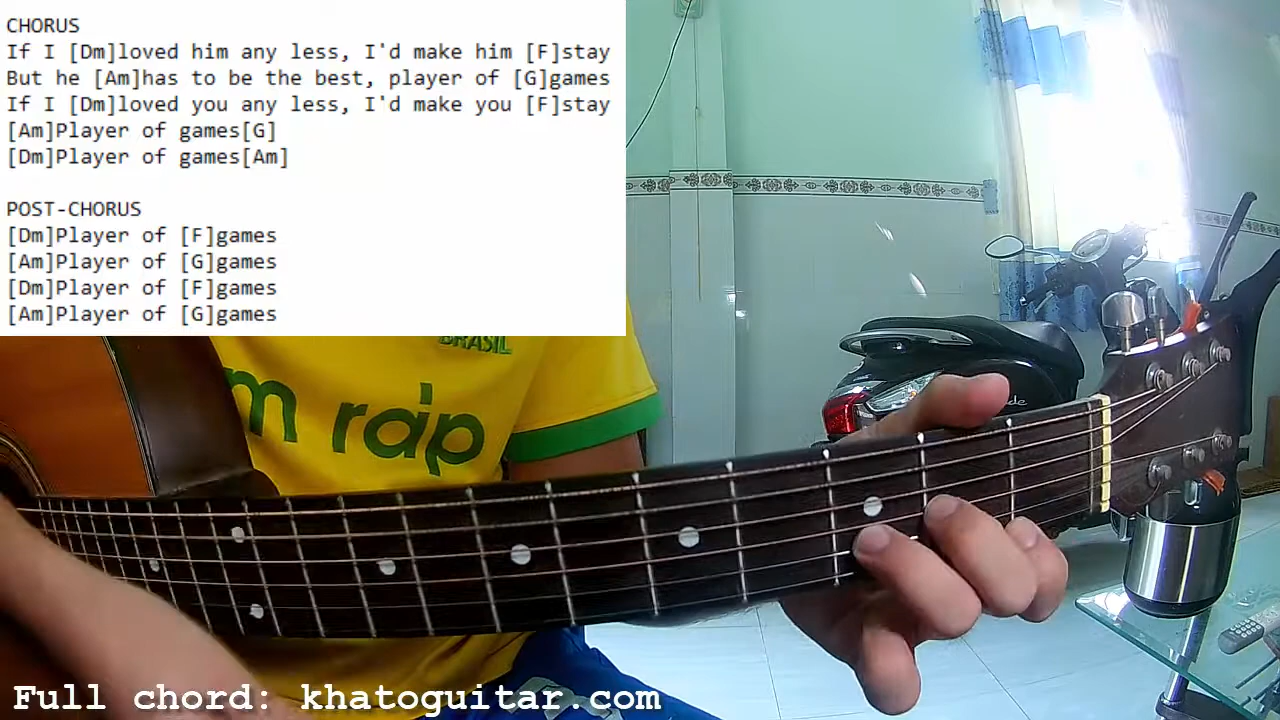 CHORUS
If I [Dm]loved him any less, I'd make him [F]stay
But he [Am]has to be the best, player of [G]games
If I [Dm]loved you any less, I'd make you [F]stay
[Am]Player of games[G]
[Dm]Player of games[Am]
POST-CHORUS
[Dm]Player of [F]games
[Am]Player of [G]games
[Dm]Player of [F]games
[Am]Player of [G]games
BRASIL
m ráp
Full chord: khatoguitar.com